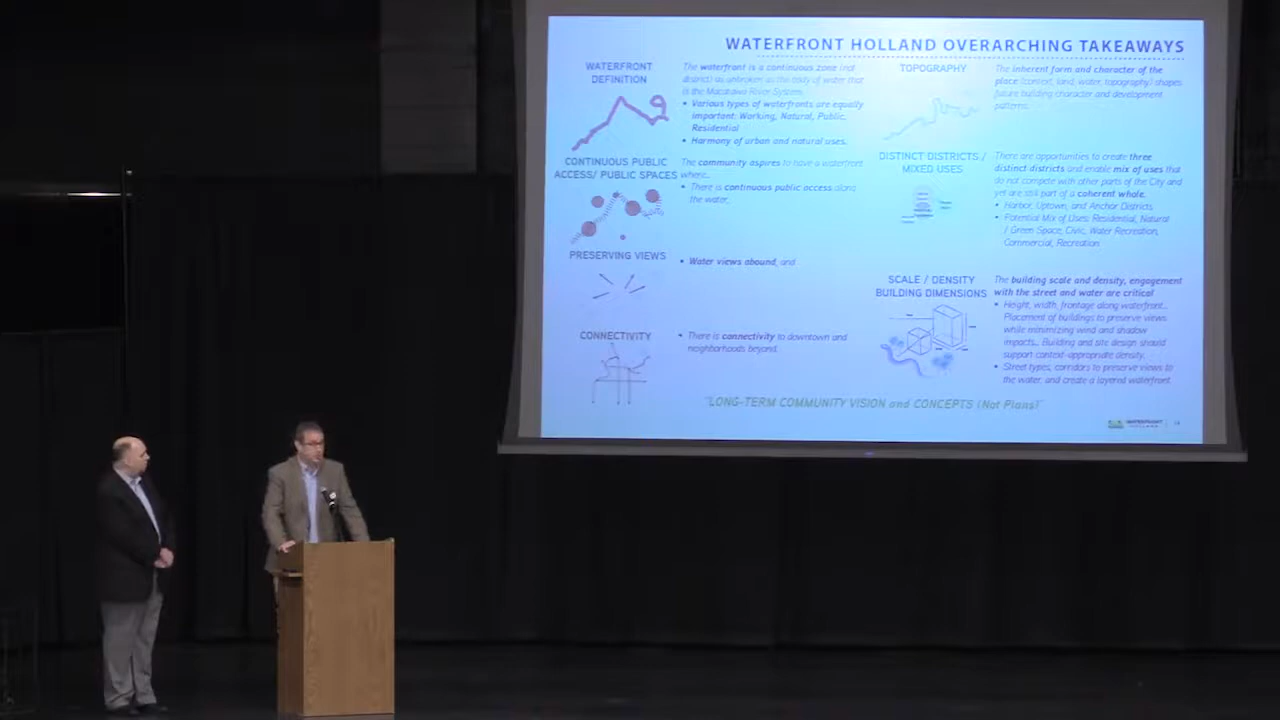 WATERFRONT HOLLAND OVERARCHING TAKEAWAYS
WATERFRONT
DEFINITION
The waterfront is a continuous zone (not
district) as unbroken as the body of water that
is the Macatawa River System.
• Various types of waterfronts are equally
important: Working, Natural, Public,
Residential
• Harmony of urban and natural uses.
CONTINUOUS PUBLIC
ACCESS/ PUBLIC SPACES
The community aspires to have a waterfront
where...
• There is continuous public access along
the water,
PRESERVING VIEWS
• Water views abound, and
CONNECTIVITY
• There is connectivity to downtown and
neighborhoods beyond.
TOPOGRAPHY
The inherent form and character of the
place (context, land, water, topography) shapes
future building character and development
patterns.
DISTINCT DISTRICTS /
MIXED USES
There are opportunities to create three
distinct districts and enable mix of uses that
do not compete with other parts of the City and
yet are still part of a coherent whole.
• Harbor, Uptown, and Anchor Districts
• Potential Mix of Uses: Residential, Natural
/ Green Space, Civic, Water Recreation,
Commercial, Recreation
SCALE / DENSITY
BUILDING DIMENSIONS
The building scale and density, engagement
with the street and water are critical
• Height, width, frontage along waterfront...
Placement of buildings to preserve views
while minimizing wind and shadow
impacts... Building and site design should
support context-appropriate density.
• Street types, corridors to preserve views to
the water, and create a layered waterfront
"LONG-TERM COMMUNITY VISION and CONCEPTS (Not Plans)"
WATERFRONT
HOLLAND